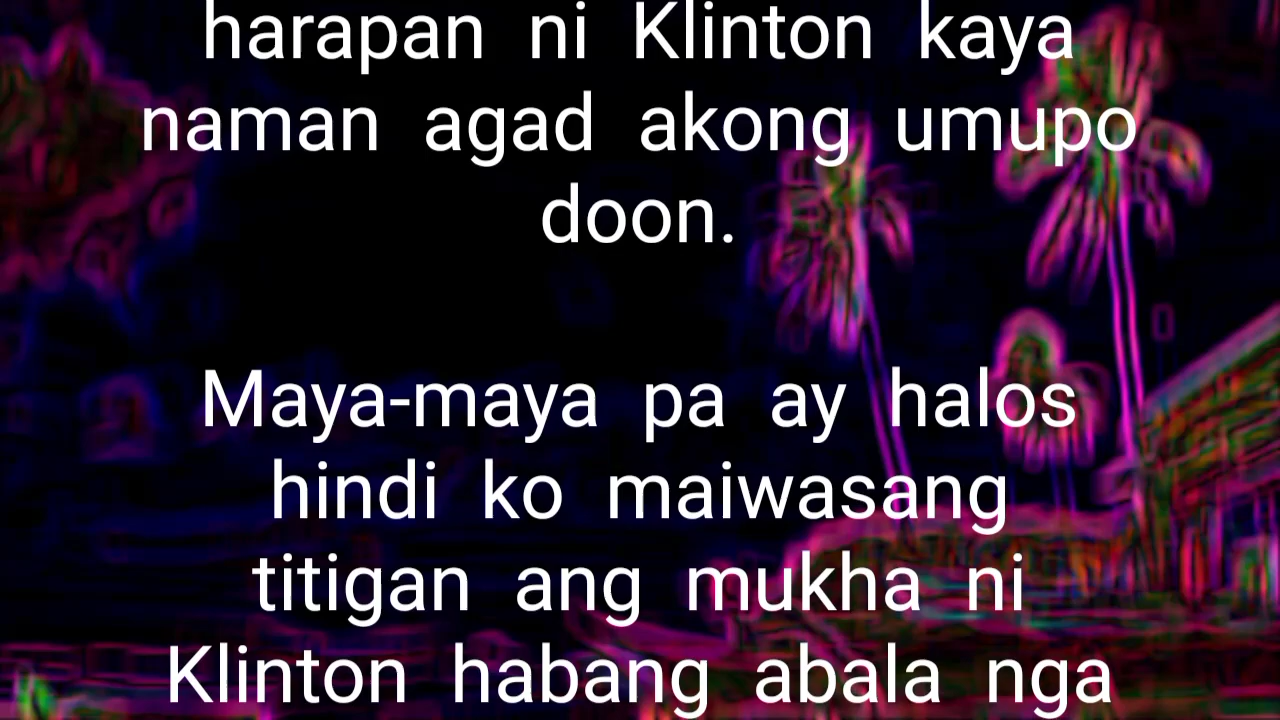 harapan ni Klinton kaya
naman agad akong umupo
doon.
Maya-maya pa ay halos
hindi ko maiwasang
titigan ang mukha ni
Klinton habang abala nga